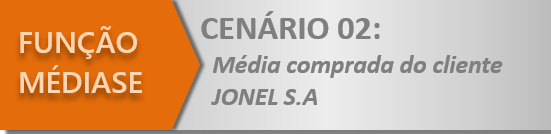 FUNÇÃO
MÉDIASE
CENÁRIO 02:
Média comprada do cliente
JONEL S.A